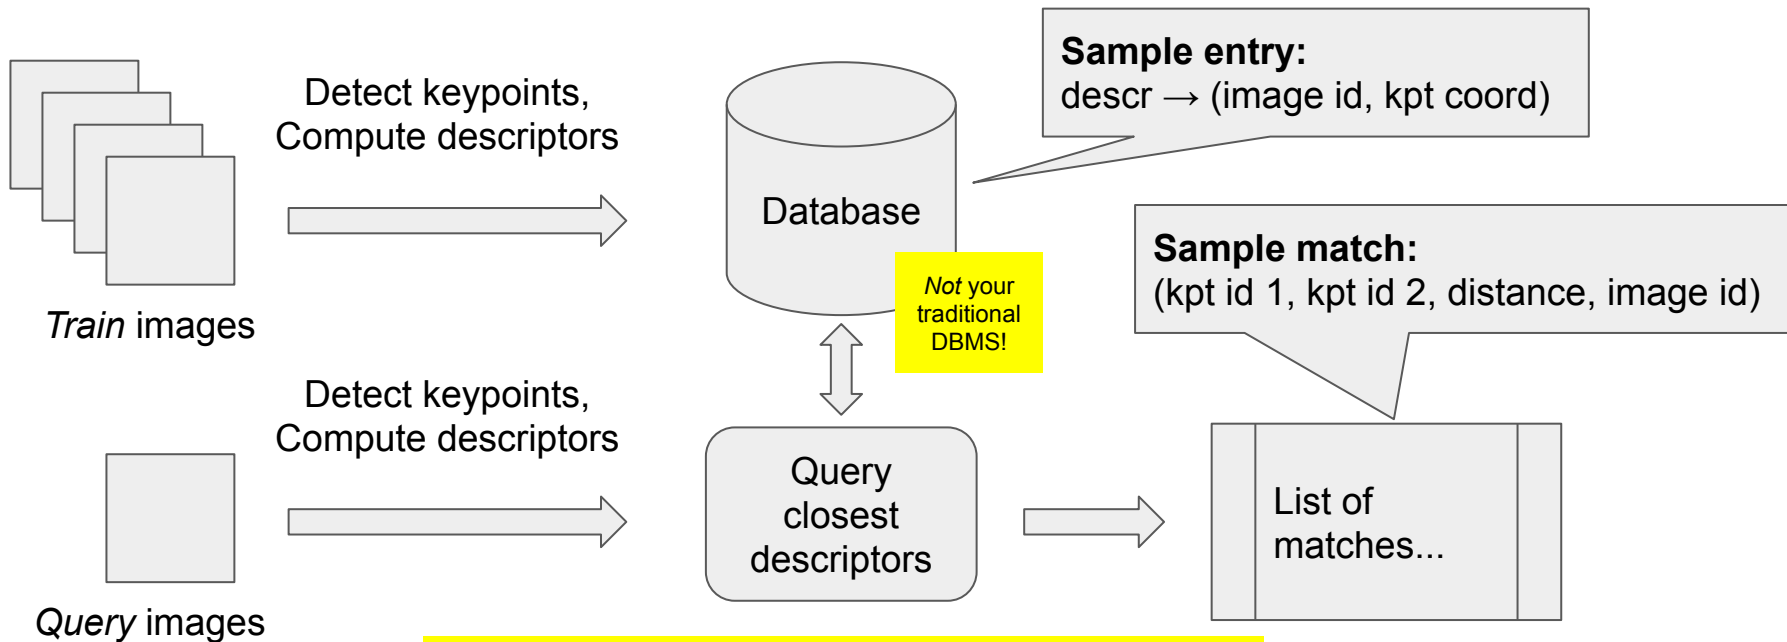 Detect keypoints,
Compute descriptors
Train images
Database
Not your
traditional
DBMS!
Sample entry:
descr → (image id, kpt coord)
Sample match:
(kpt id 1, kpt id 2, distance, image id)
Detect keypoints,
Compute descriptors
Query images
Query
closest
descriptors
List of
matches...